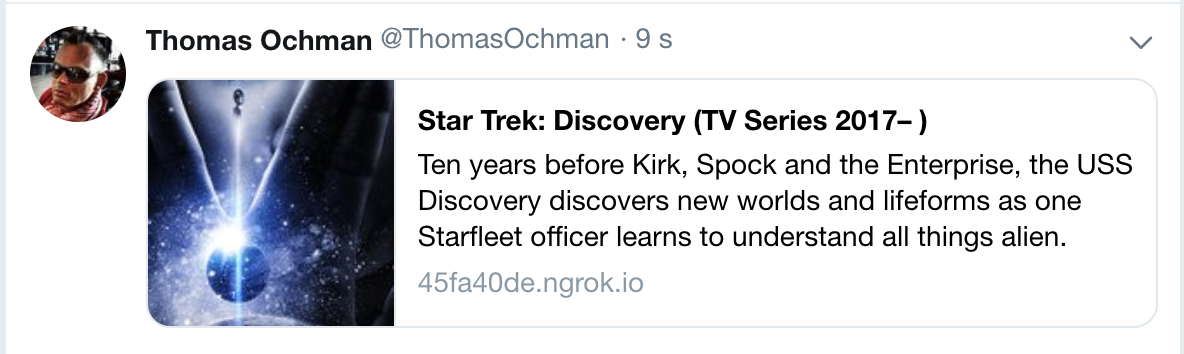 Thomas Ochman @ThomasOchman · 9 s
Star Trek: Discovery (TV Series 2017– )
Ten years before Kirk, Spock and the Enterprise, the USS
Discovery discovers new worlds and lifeforms as one
Starfleet officer learns to understand all things alien.
45fa40de.ngrok.io